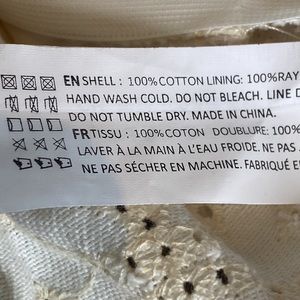 EN SHELL : 100%COTTON LINING: 100%RAY
HAND WASH COLD. DO NOT BLEACH. LINE D
DO NOT TUMBLE DRY. MADE IN CHINA.
FR TISSU : 100%COTON DOUBLURE: 100%
LAVER À LA MAIN À L'EAU FROIDE. NE PAS
NE PAS SÉCHER EN MACHINE. FABRIQUÉ E